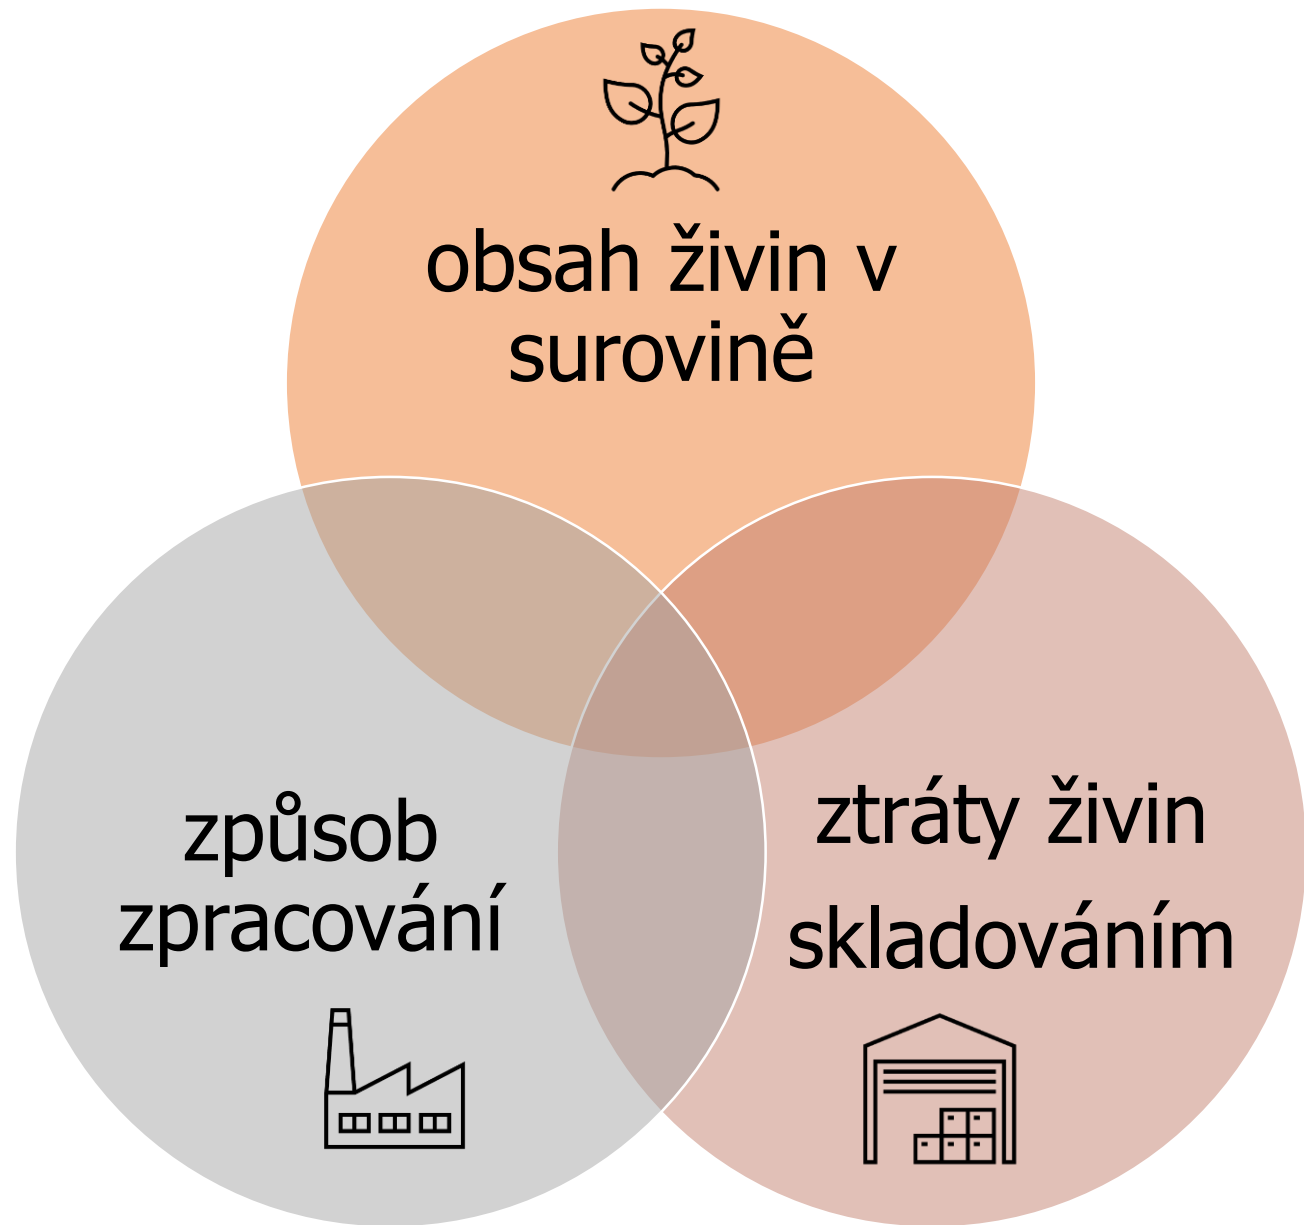 obsah živin v
surovině
způsob
zpracování
ztráty živin
skladováním